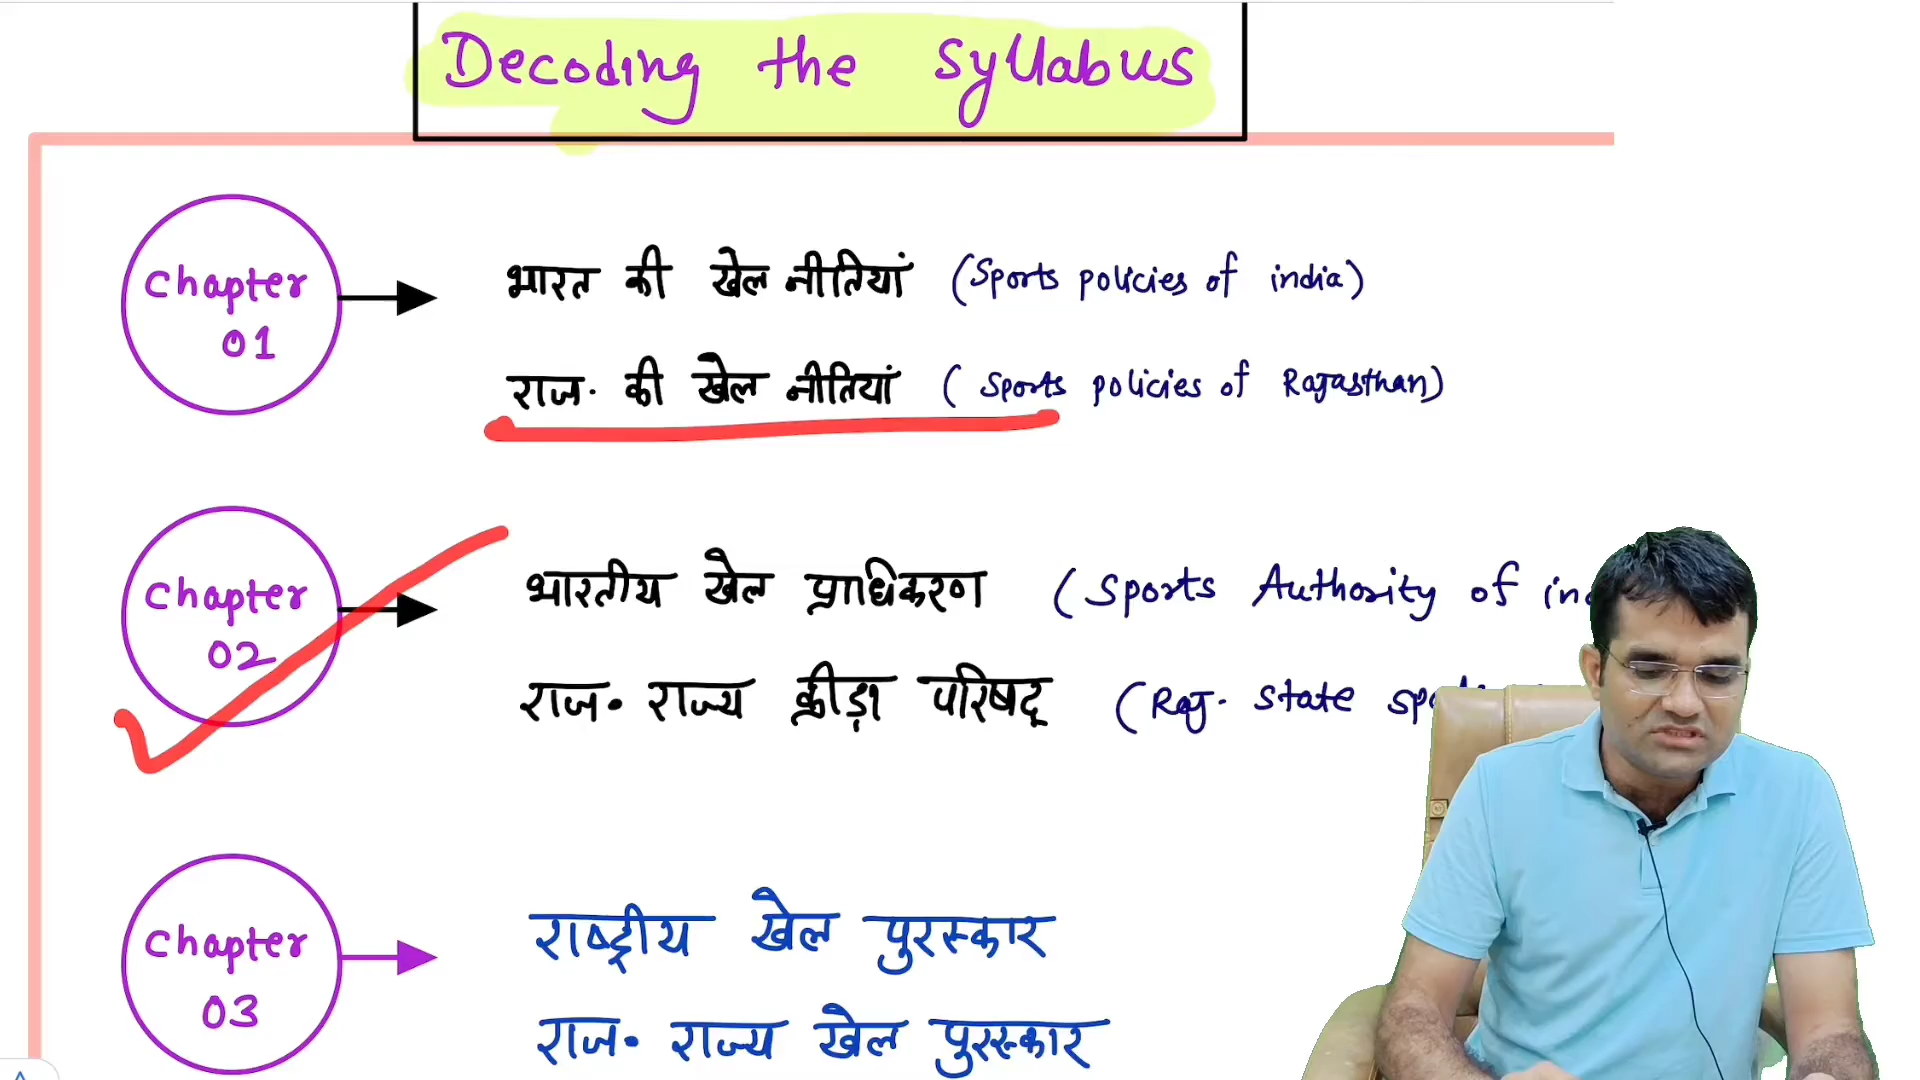 Decoding the syllabus
Chapter 01
भारत की खेल नीतियां (Sports policies of india)
राज. की खेल नीतियां (Sports policies of Rajasthan)
Chapter 02
भारतीय खेल प्राधिकरण (Sports Authority of
राज. राज्य क्रीड़ा परिषद् (Raj. state
Chapter 03
राष्ट्रीय खेल पुरस्कार
राज. राज्य खेल पुरस्कार